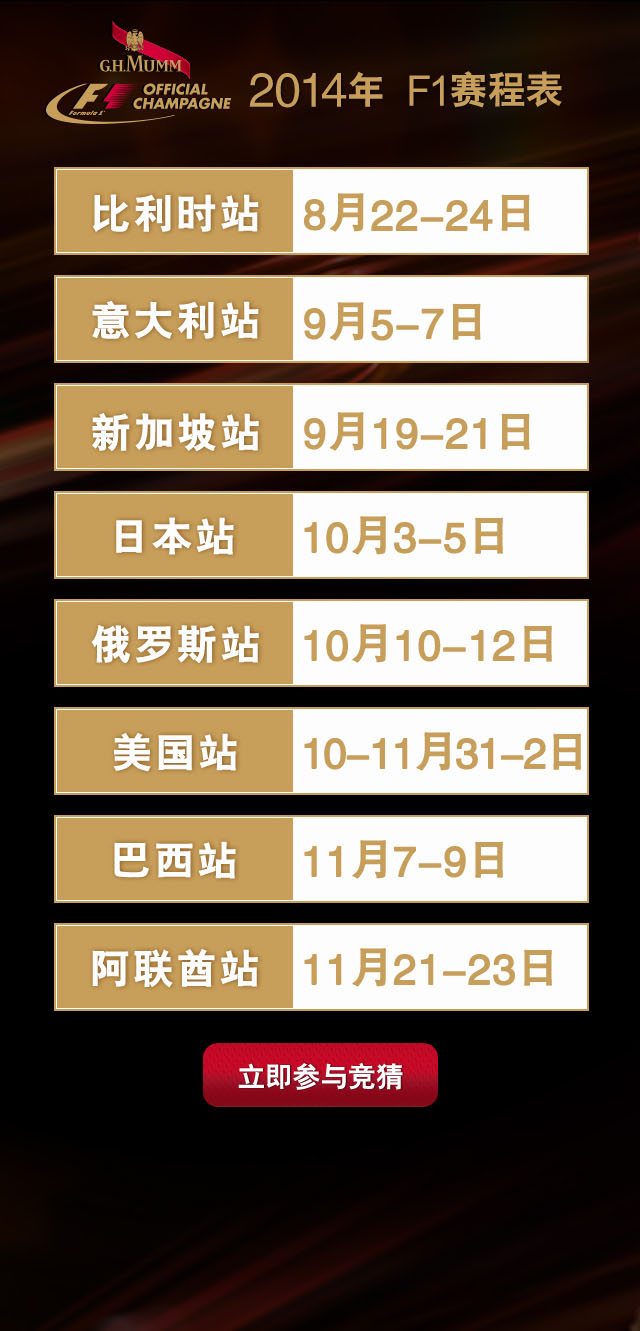 G.H.MUMM
F1
Formula 1
OFFICIAL
CHAMPAGNE
2014年 F1赛程表
比利时站 8月22-24日
意大利站 9月5-7日
新加坡站 9月19-21日
日本站 10月3-5日
俄罗斯站 10月10-12日
美国站 10-11月31-2日
巴西站 11月7-9日
阿联酋站 11月21-23日
立即参与竞猜